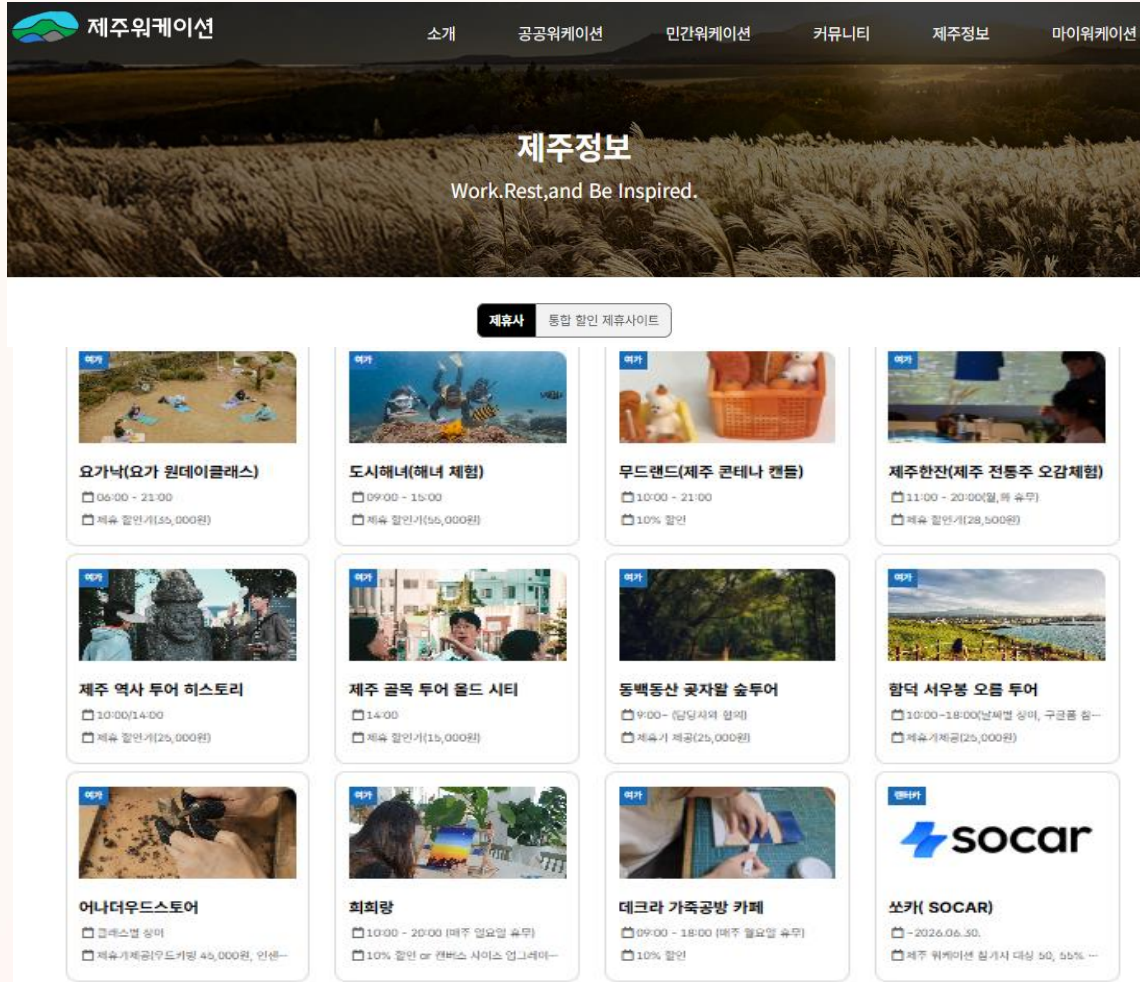 제주워케이션
소개 공공워케이션 민간워케이션 커뮤니티 제주정보 마이워케이션
제주정보
Work.Rest,and Be Inspired.
제휴사 통합 할인 제휴사이트
여가 여가 여가 여가
요가낙(요가 원데이클래스) 도시해녀(해녀 체험) 무드랜드(제주 콘테나 캔들) 제주한잔(제주 전통주 오감체험)
06:00 - 21:00 09:00 - 15:00 10:00 - 21:00 11:00 - 20:00(월,화 휴무)
제휴 할인가(35,000원) 제휴 할인가(55,000원) 10% 할인 제휴 할인가(28,500원)
여가 여가 여가 여가
제주 역사 투어 히스토리 제주 골목 투어 올드 시티 동백동산 곶자왈 숲투어 함덕 서우봉 오름 투어
10:00/14:00 14:00 9:00~ (담당자와 협의) 10:00~18:00(날짜별 상이, 구글폼 참…
제휴 할인가(25,000원) 제휴 할인가(15,000원) 제휴가 제공(25,000원) 제휴가제공(25,000원)
여가 여가 여가 렌터카
socar
어나더우드스토어 희희랑 데크라 가죽공방 카페 쏘카( SOCAR)
클래스별 상이 10:00 - 20:00 (매주 일요일 휴무) 09:00 - 18:00 (매주 월요일 휴무) ~2026.06.30.
제휴가제공(우드카빙 45,000원, 인센… 10% 할인 or 캔버스 사이즈 업그레이… 10% 할인 제주 워케이션 참가자 대상 50, 55% …